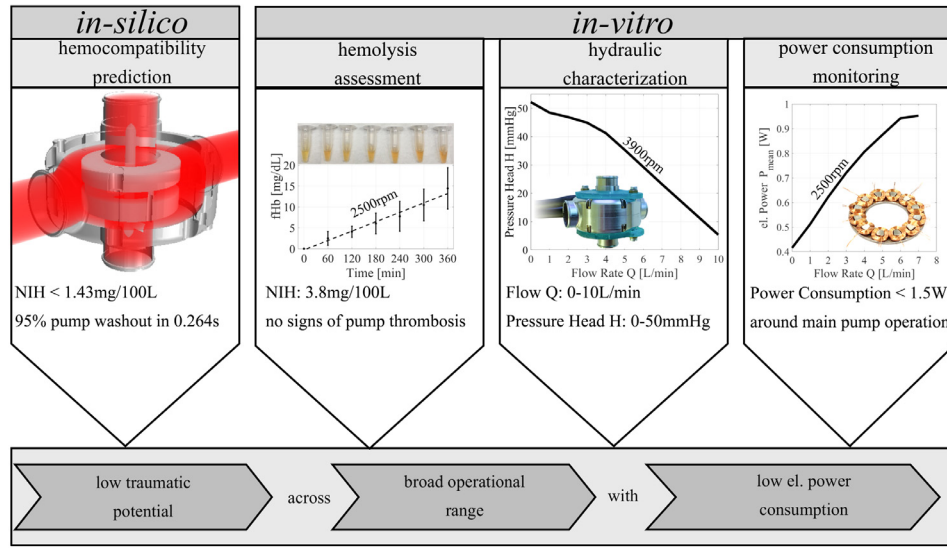 in-silico
in-vitro
hemocompatibility
prediction
hemolysis
assessment
hydraulic
characterization
power consumption
monitoring
NIH < 1.43mg/100L
95% pump washout in 0.264s
fHb [mg/dL]
20
15
10
5
0
2500rpm
0 60 120 180 240 300 360
Time [min]
NIH: 3.8mg/100L
no signs of pump thrombosis
Pressure Head H [mmHg]
50
40
30
20
10
0
3900rpm
0 1 2 3 4 5 6 7 8 9 10
Flow Rate Q [L/min]
Flow Q: 0-10L/min
Pressure Head H: 0-50mmHg
el. Power P_mean [W]
1
0.9
0.8
0.7
0.6
0.5
0.4
2500rpm
0 1 2 3 4 5 6 7 8
Flow Rate Q [L/min]
Power Consumption < 1.5W
around main pump operation
low traumatic
potential
across
broad operational
range
with
low el. power
consumption